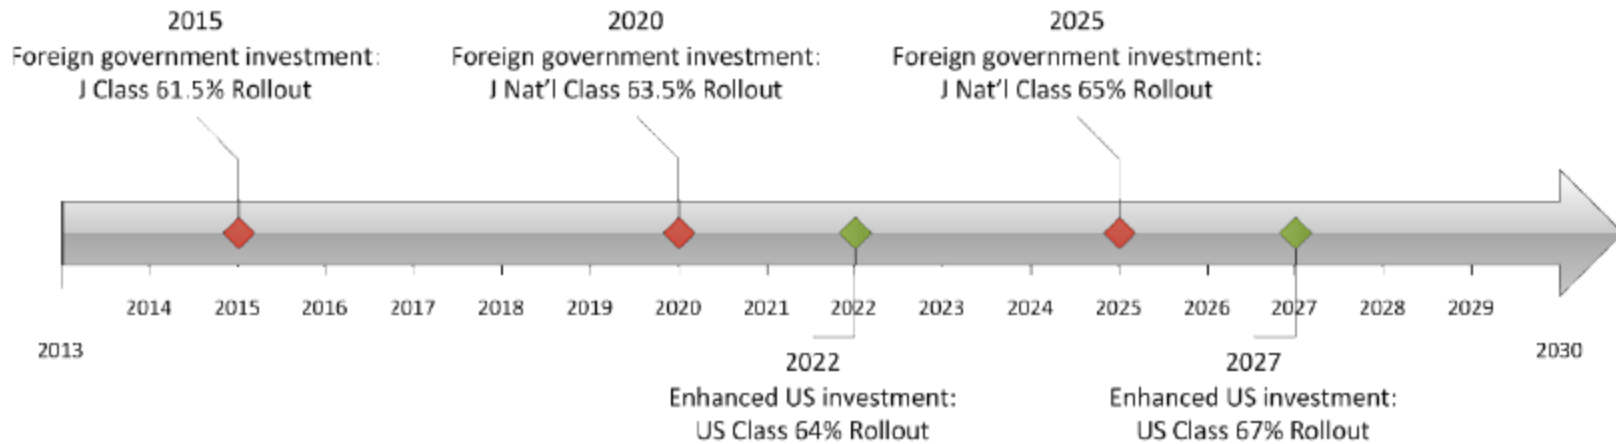 2015
Foreign government investment:
J Class 61.5% Rollout
2020
Foreign government investment:
J Nat'l Class 63.5% Rollout
2025
Foreign government investment:
J Nat'l Class 65% Rollout
2014 2015 2016 2017 2018 2019 2020 2021 2022 2023 2024 2025 2026 2027 2028 2029
2013 2030
2022
Enhanced US investment:
US Class 64% Rollout
2027
Enhanced US investment:
US Class 67% Rollout